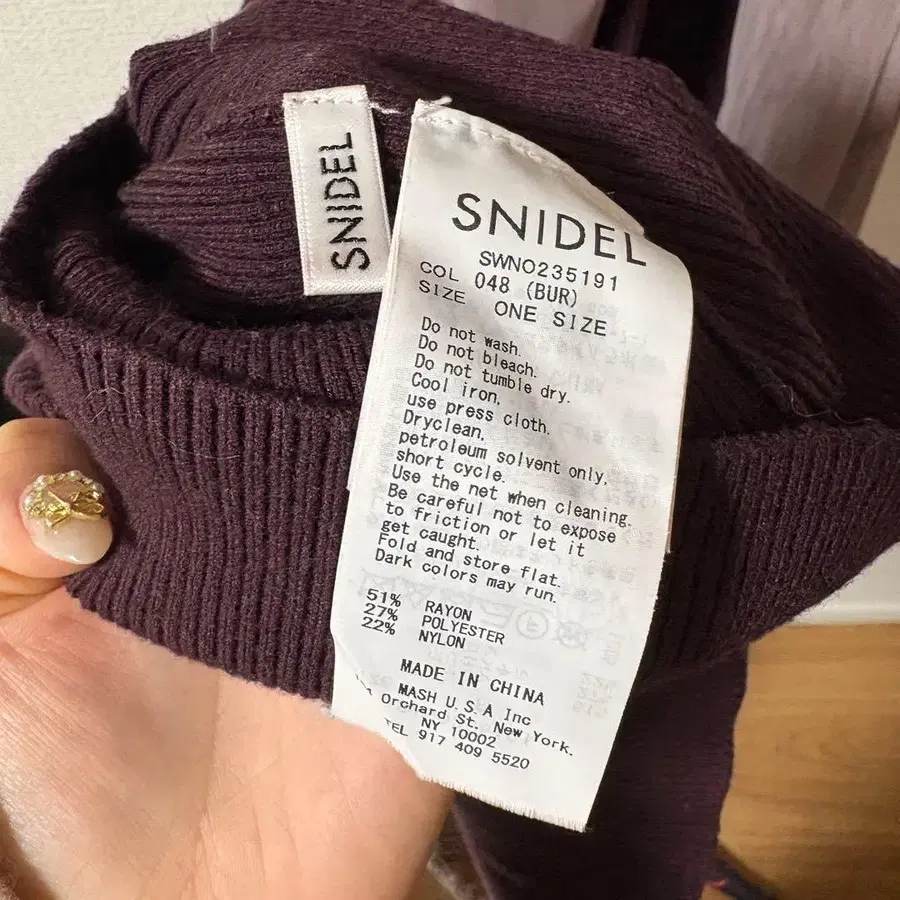 SNIDEL
SNIDEL
SWNO235191
COL 048 (BUR)
SIZE ONE SIZE
Do not wash.
Do not bleach.
Do not tumble dry.
Cool iron,
use press cloth.
Dryclean,
petroleum solvent only,
short cycle.
Use the net when cleaning.
Be careful not to expose
to friction or let it
get caught.
Fold and store flat.
Dark colors may run.
51% RAYON
27% POLYESTER
22% NYLON
MADE IN CHINA
MASH U.S.A Inc
Orchard St. New York.
NY 10002
TEL 917 409 5520